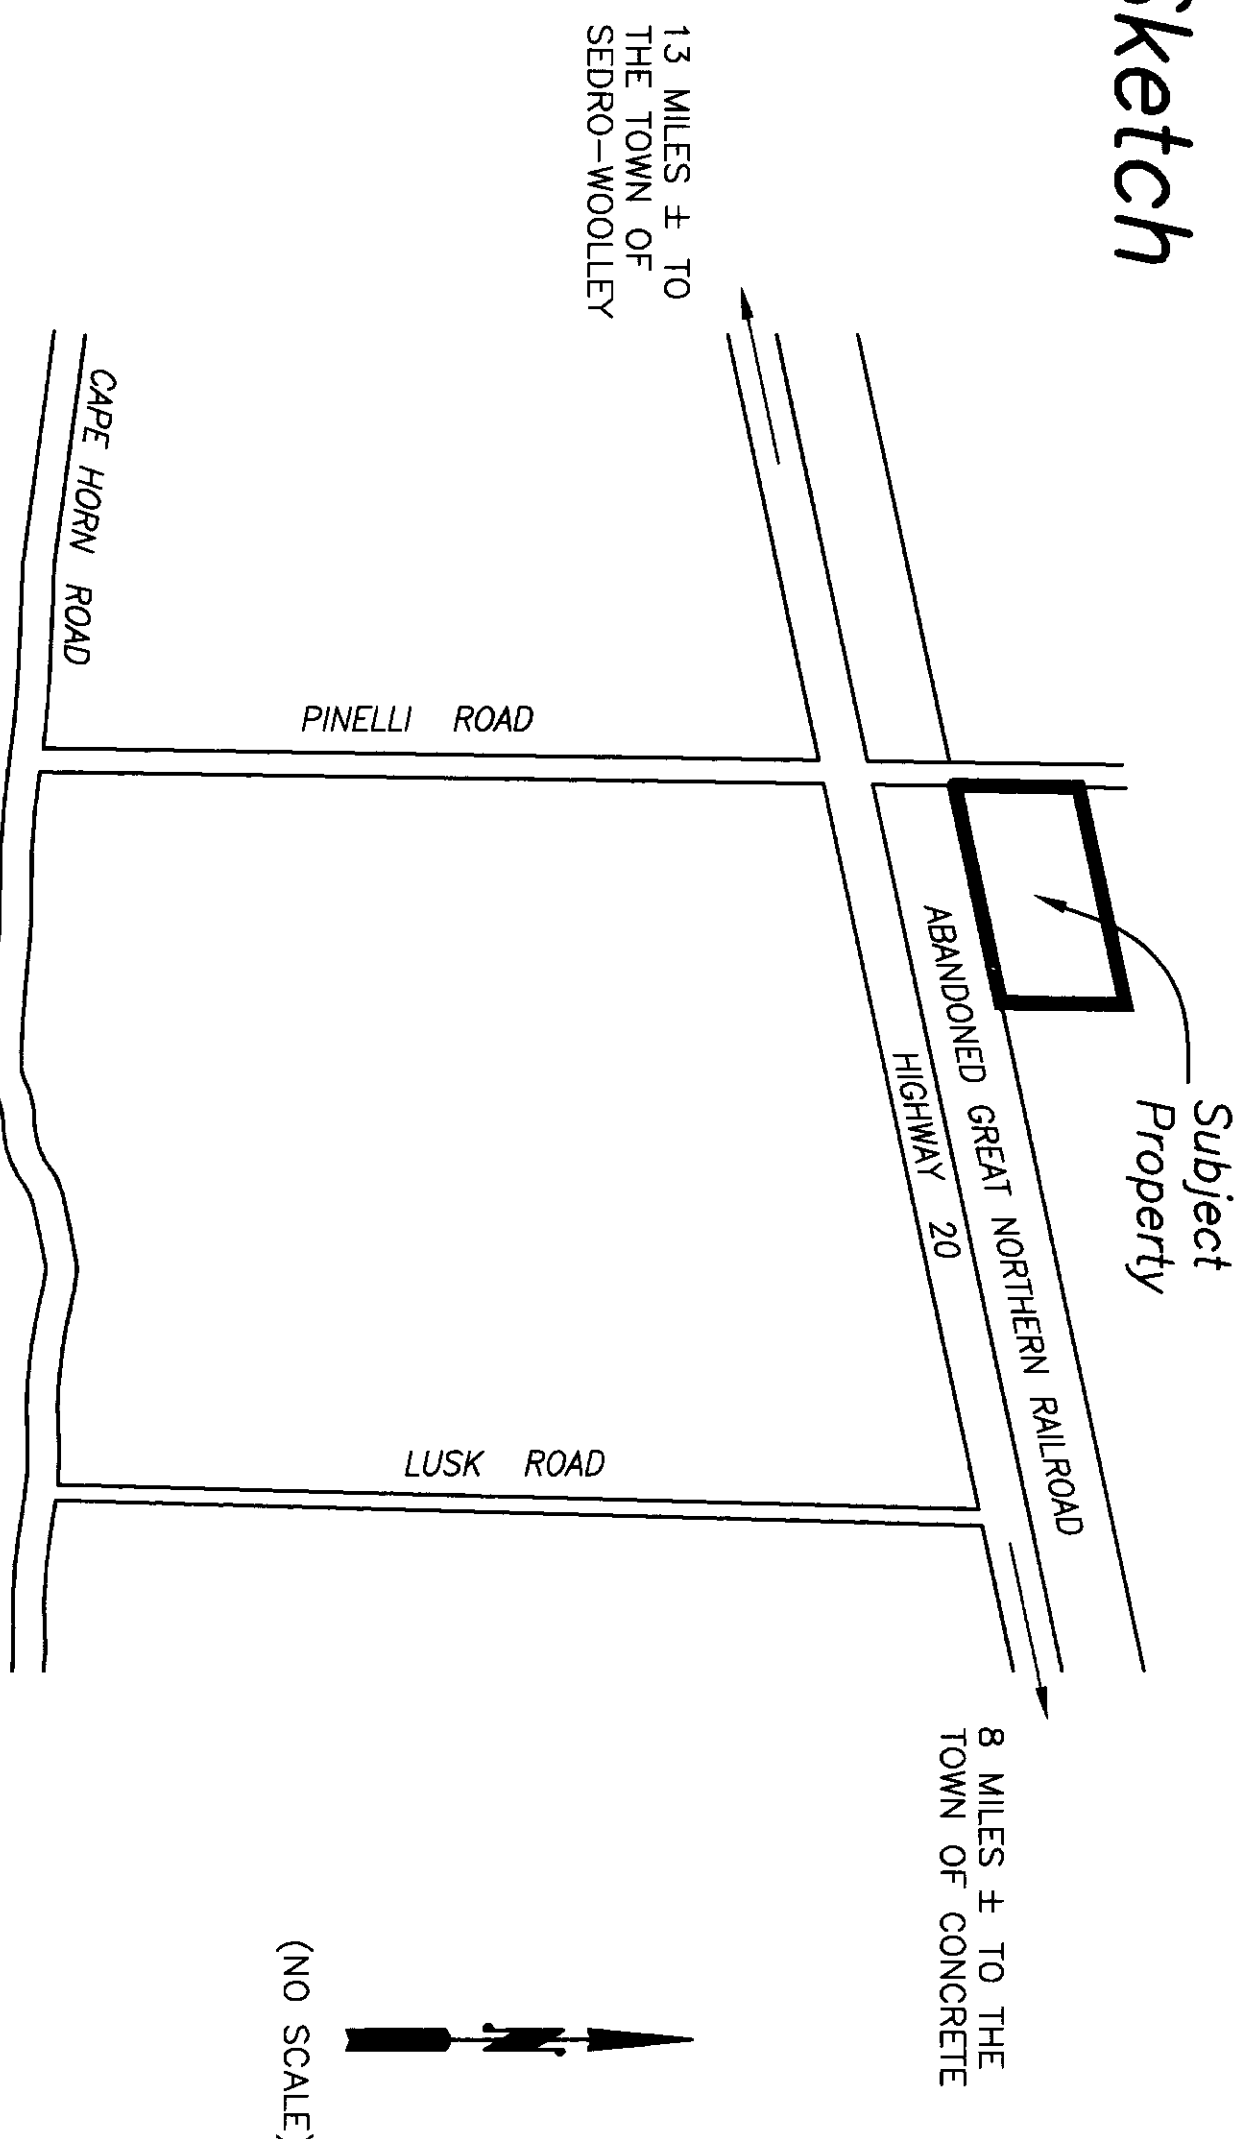 Sketch
Subject
Property
13 MILES ± TO
THE TOWN OF
SEDRO-WOOLLEY
8 MILES ± TO THE
TOWN OF CONCRETE
ABANDONED GREAT NORTHERN RAILROAD
HIGHWAY 20
PINELLI ROAD
LUSK ROAD
CAPE HORN ROAD
(NO SCALE)